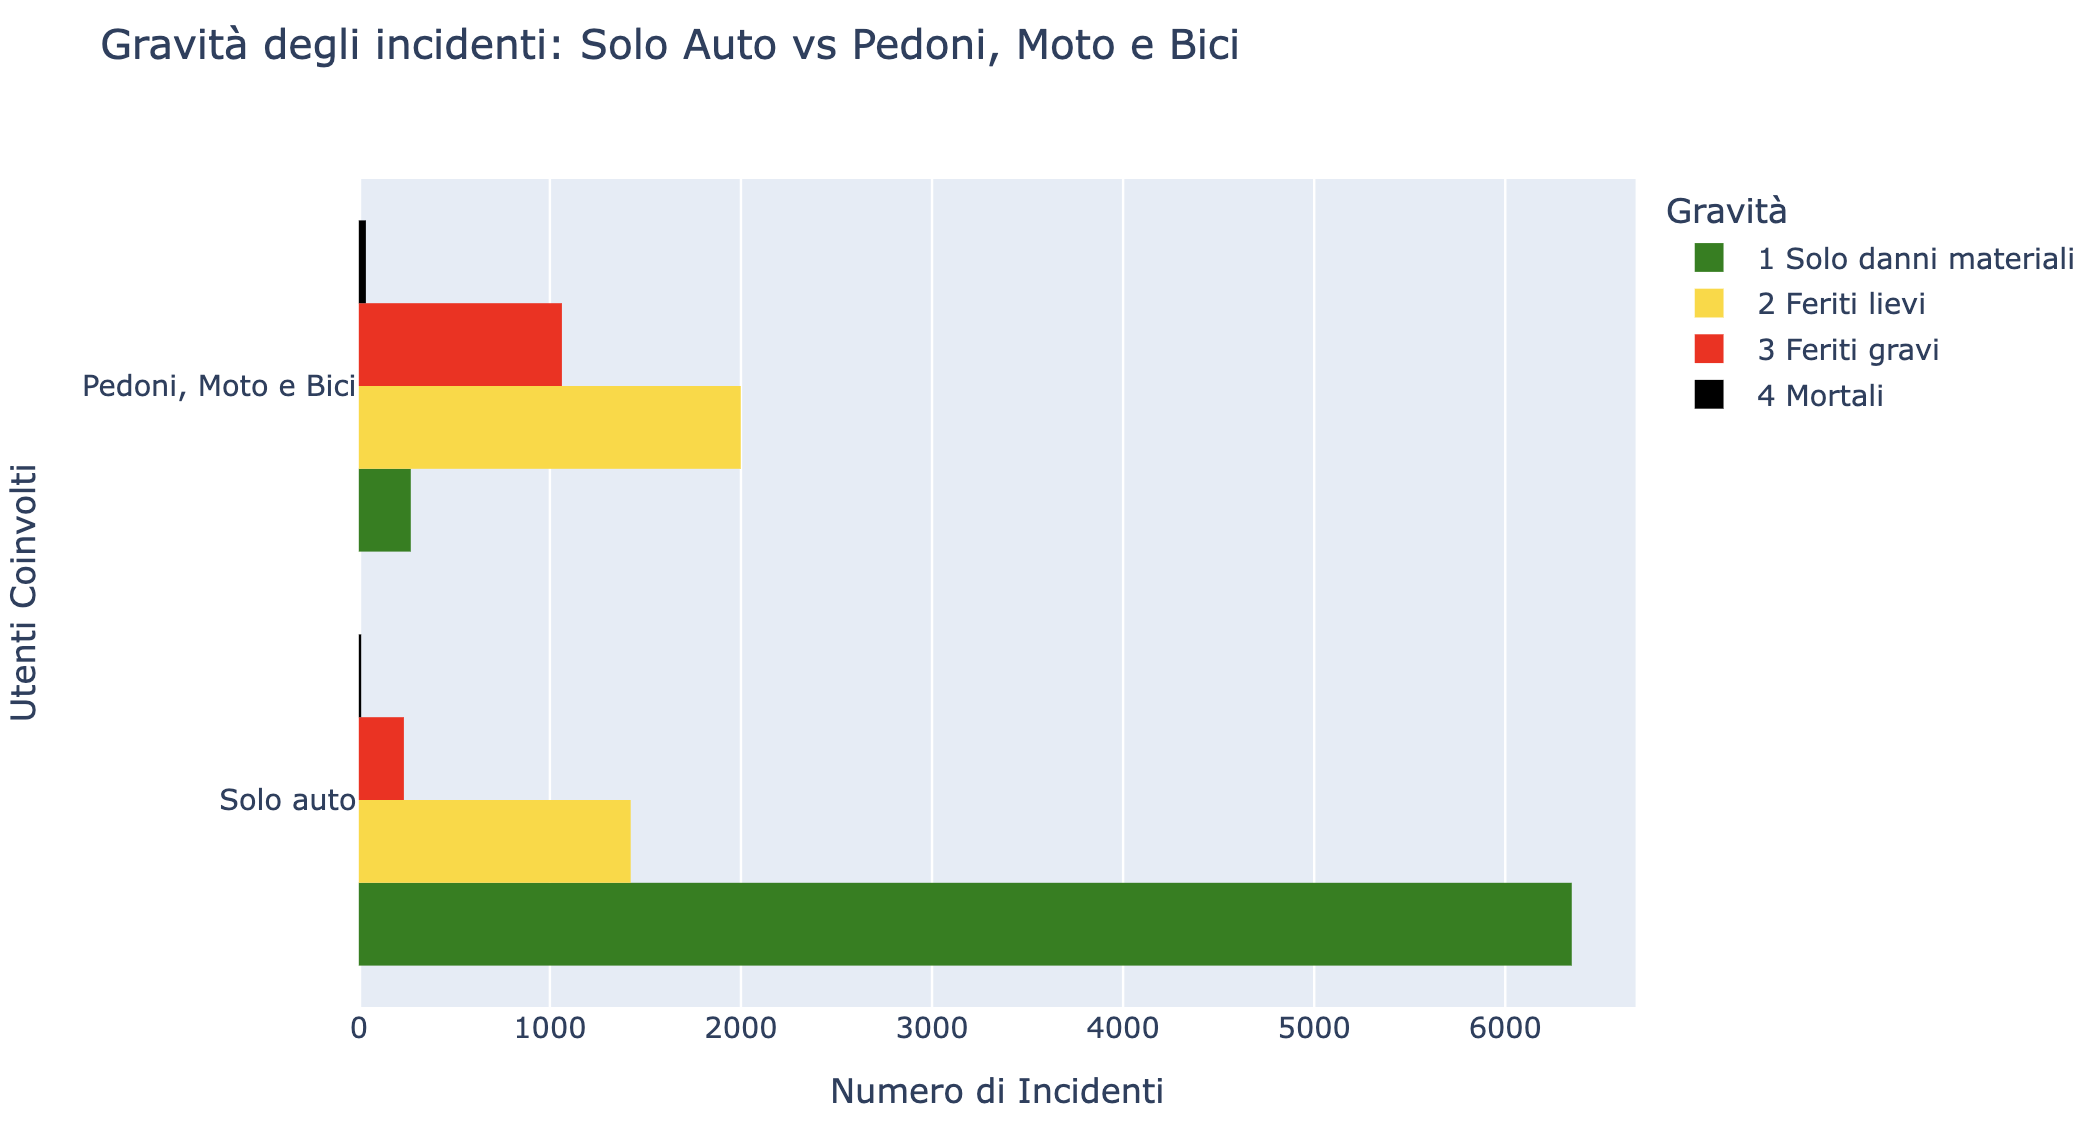 Gravità degli incidenti: Solo Auto vs Pedoni, Moto e Bici
Gravità
1 Solo danni materiali
2 Feriti lievi
3 Feriti gravi
4 Mortali
Utenti Coinvolti
Pedoni, Moto e Bici
Solo auto
0 1000 2000 3000 4000 5000 6000
Numero di Incidenti